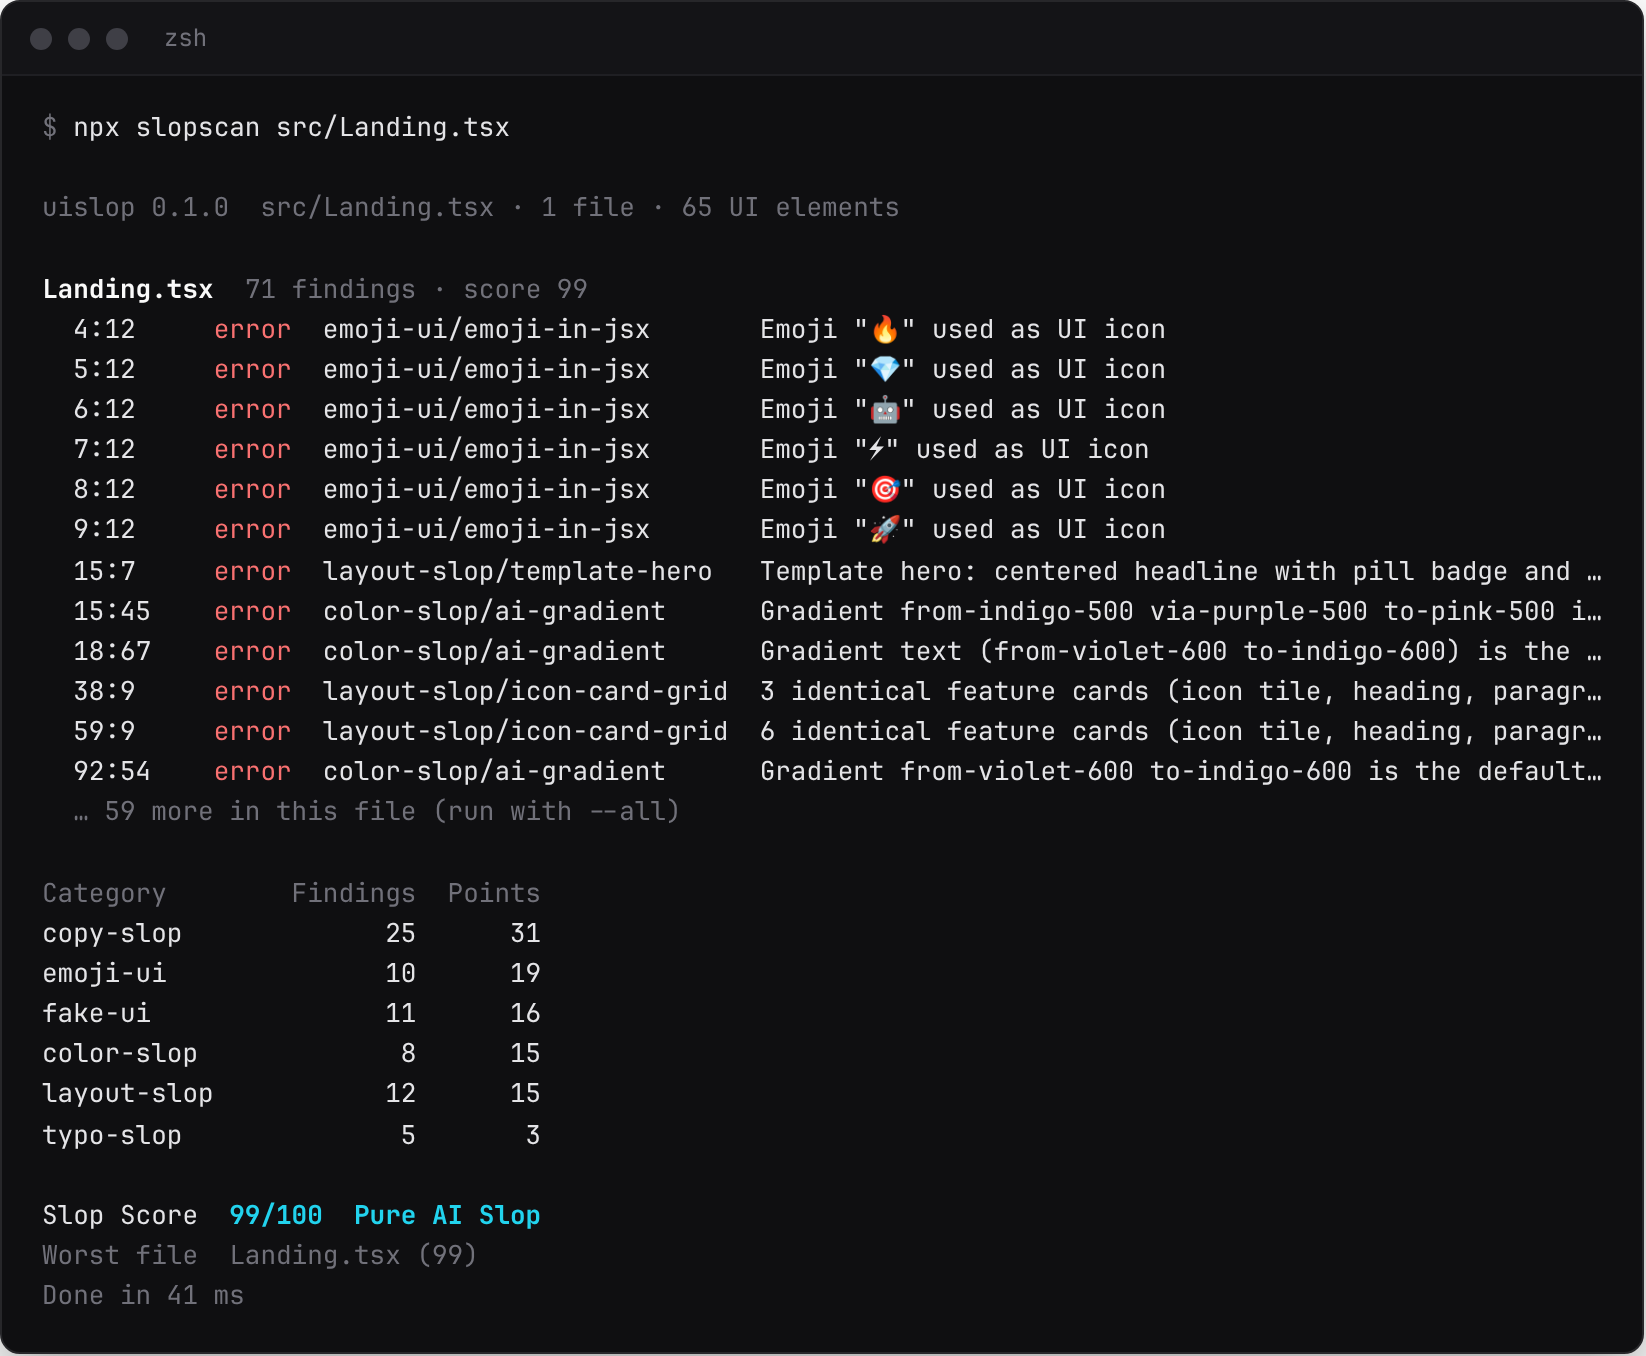 zsh
$ npx slopscan src/Landing.tsx
uislop 0.1.0  src/Landing.tsx · 1 file · 65 UI elements
Landing.tsx  71 findings · score 99
4:12  error  emoji-ui/emoji-in-jsx  Emoji "🔥" used as UI icon
5:12  error  emoji-ui/emoji-in-jsx  Emoji "💎" used as UI icon
6:12  error  emoji-ui/emoji-in-jsx  Emoji "🤖" used as UI icon
7:12  error  emoji-ui/emoji-in-jsx  Emoji "⚡" used as UI icon
8:12  error  emoji-ui/emoji-in-jsx  Emoji "🎯" used as UI icon
9:12  error  emoji-ui/emoji-in-jsx  Emoji "🚀" used as UI icon
15:7  error  layout-slop/template-hero  Template hero: centered headline with pill badge and …
15:45  error  color-slop/ai-gradient  Gradient from-indigo-500 via-purple-500 to-pink-500 i…
18:67  error  color-slop/ai-gradient  Gradient text (from-violet-600 to-indigo-600) is the …
38:9  error  layout-slop/icon-card-grid  3 identical feature cards (icon tile, heading, paragr…
59:9  error  layout-slop/icon-card-grid  6 identical feature cards (icon tile, heading, paragr…
92:54  error  color-slop/ai-gradient  Gradient from-violet-600 to-indigo-600 is the default…
… 59 more in this file (run with --all)
Category  Findings  Points
copy-slop  25  31
emoji-ui  10  19
fake-ui  11  16
color-slop  8  15
layout-slop  12  15
typo-slop  5  3
Slop Score  99/100  Pure AI Slop
Worst file  Landing.tsx (99)
Done in 41 ms